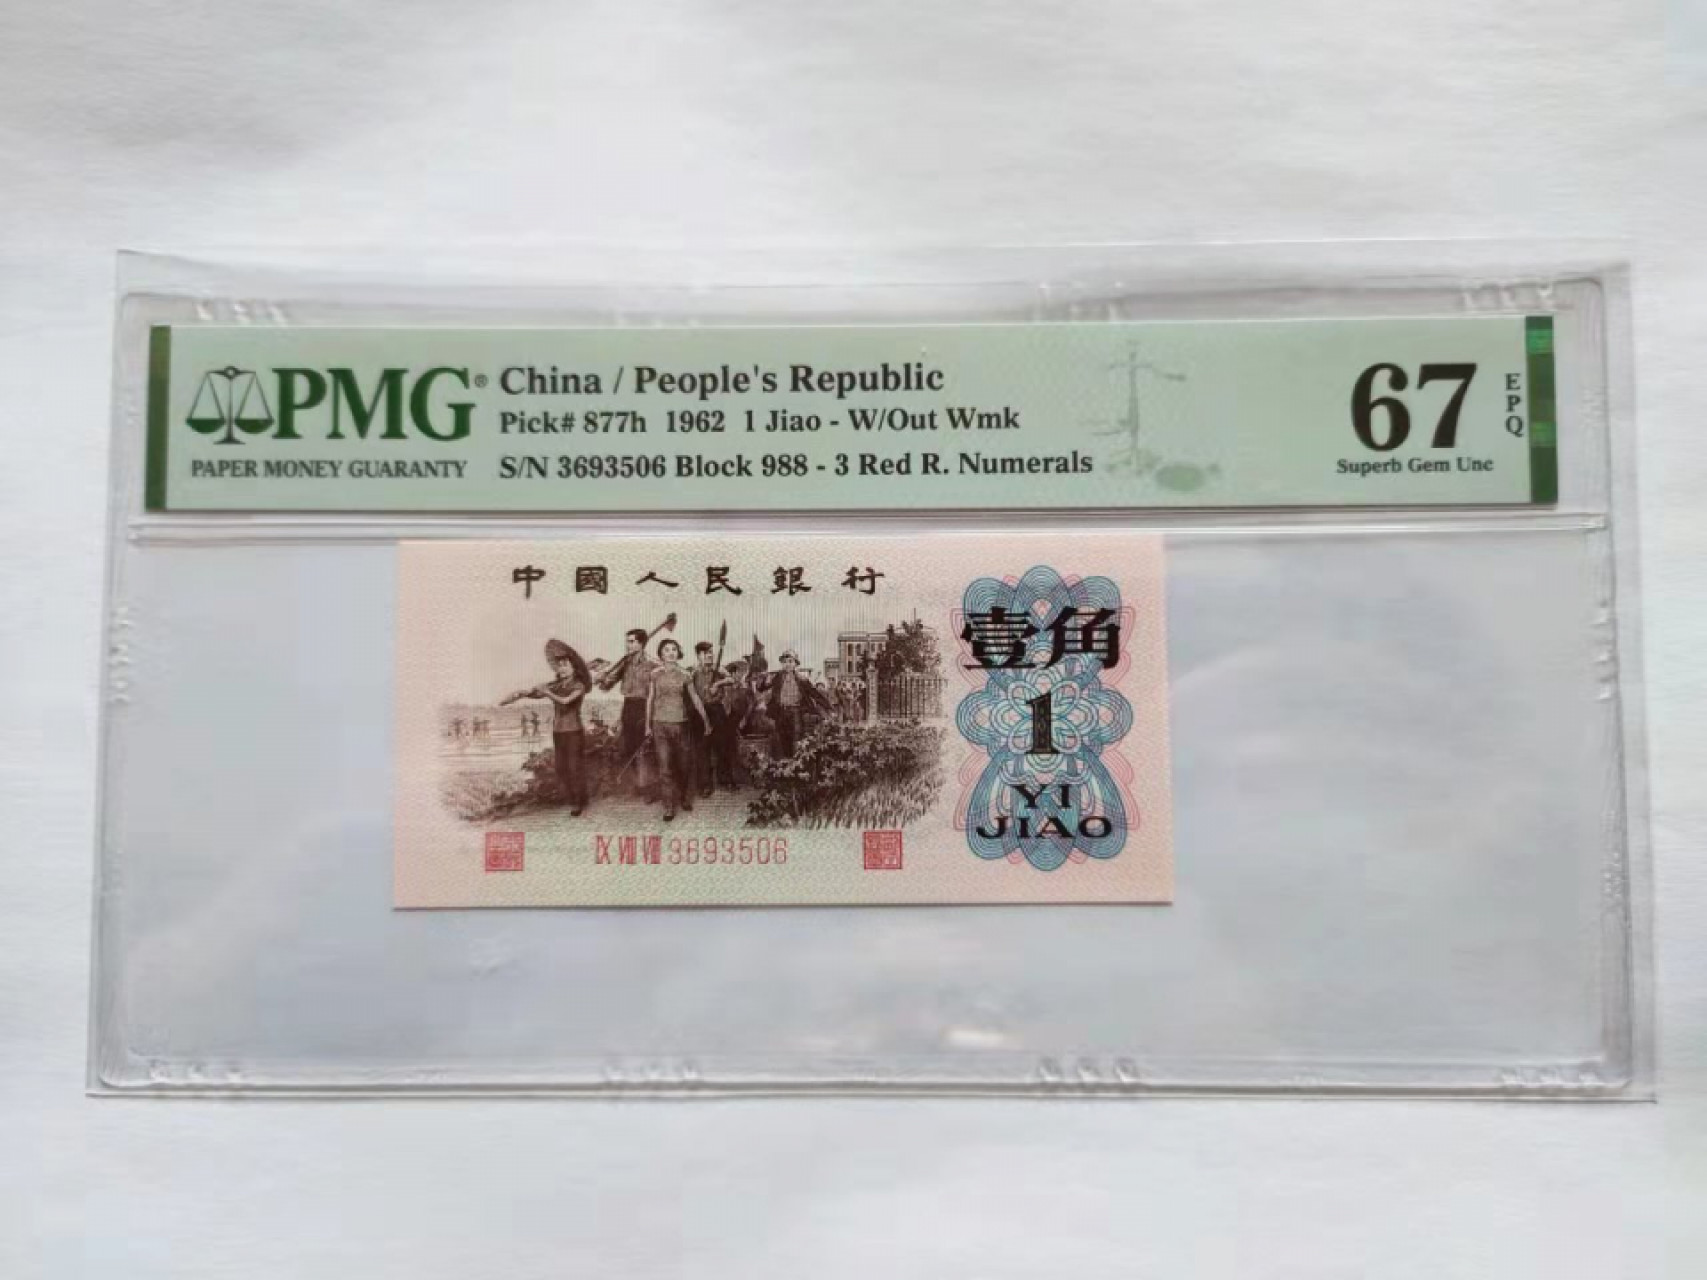 PMG®
PAPER MONEY GUARANTY
China / People's Republic
Pick# 877h 1962 1 Jiao - W/Out Wmk
S/N 3693506 Block 988 - 3 Red R. Numerals
67
EPQ
Superb Gem Unc
中國人民銀行
壹角
1
YI
JIAO
Ⅸ Ⅷ Ⅷ 3693506